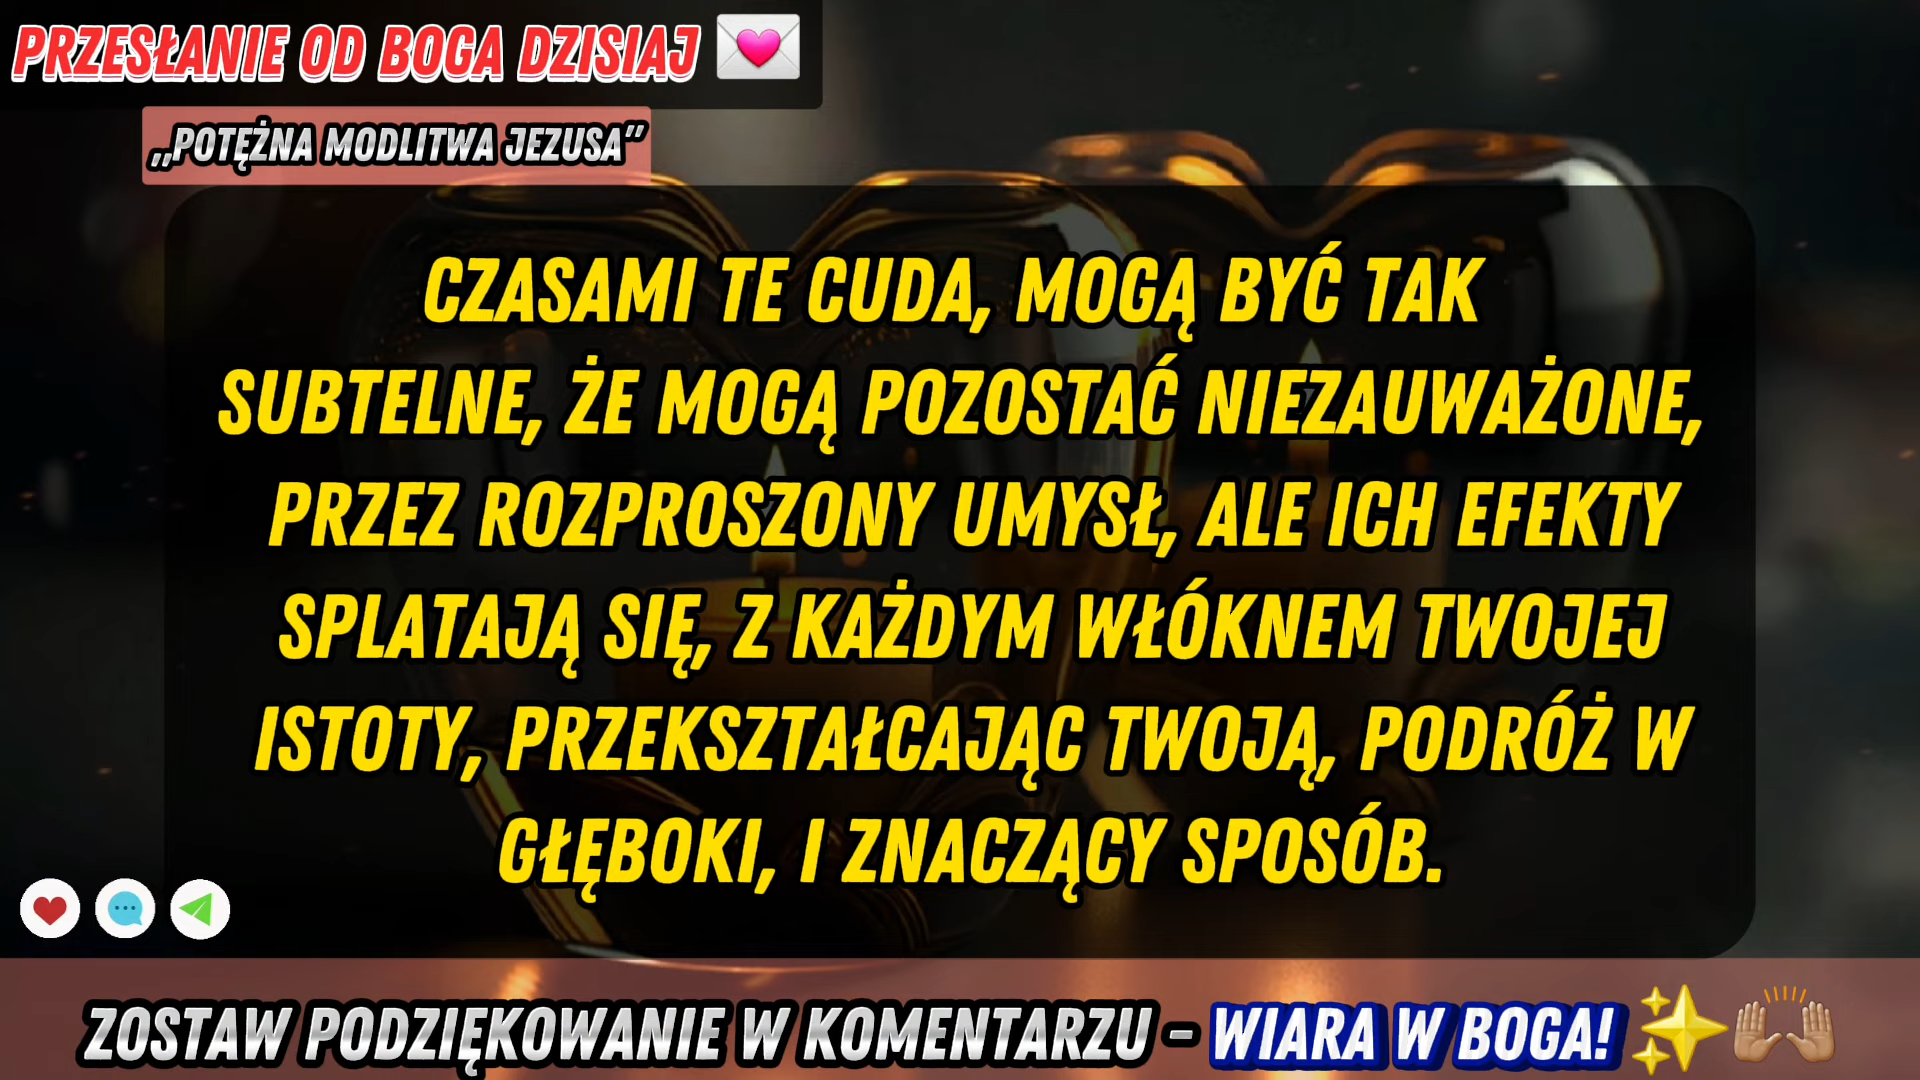 PRZESŁANIE OD BOGA DZISIAJ
,,POTĘŻNA MODLITWA JEZUSA"
CZASAMI TE CUDA, MOGĄ BYĆ TAK
SUBTELNE, ŻE MOGĄ POZOSTAĆ NIEZAUWAŻONE,
PRZEZ ROZPROSZONY UMYSŁ, ALE ICH EFEKTY
SPLATAJĄ SIĘ, Z KAŻDYM WŁÓKNEM TWOJEJ
ISTOTY, PRZEKSZTAŁCAJĄC TWOJĄ, PODRÓŻ W
GŁĘBOKI, I ZNACZĄCY SPOSÓB.
ZOSTAW PODZIĘKOWANIE W KOMENTARZU - WIARA W BOGA!